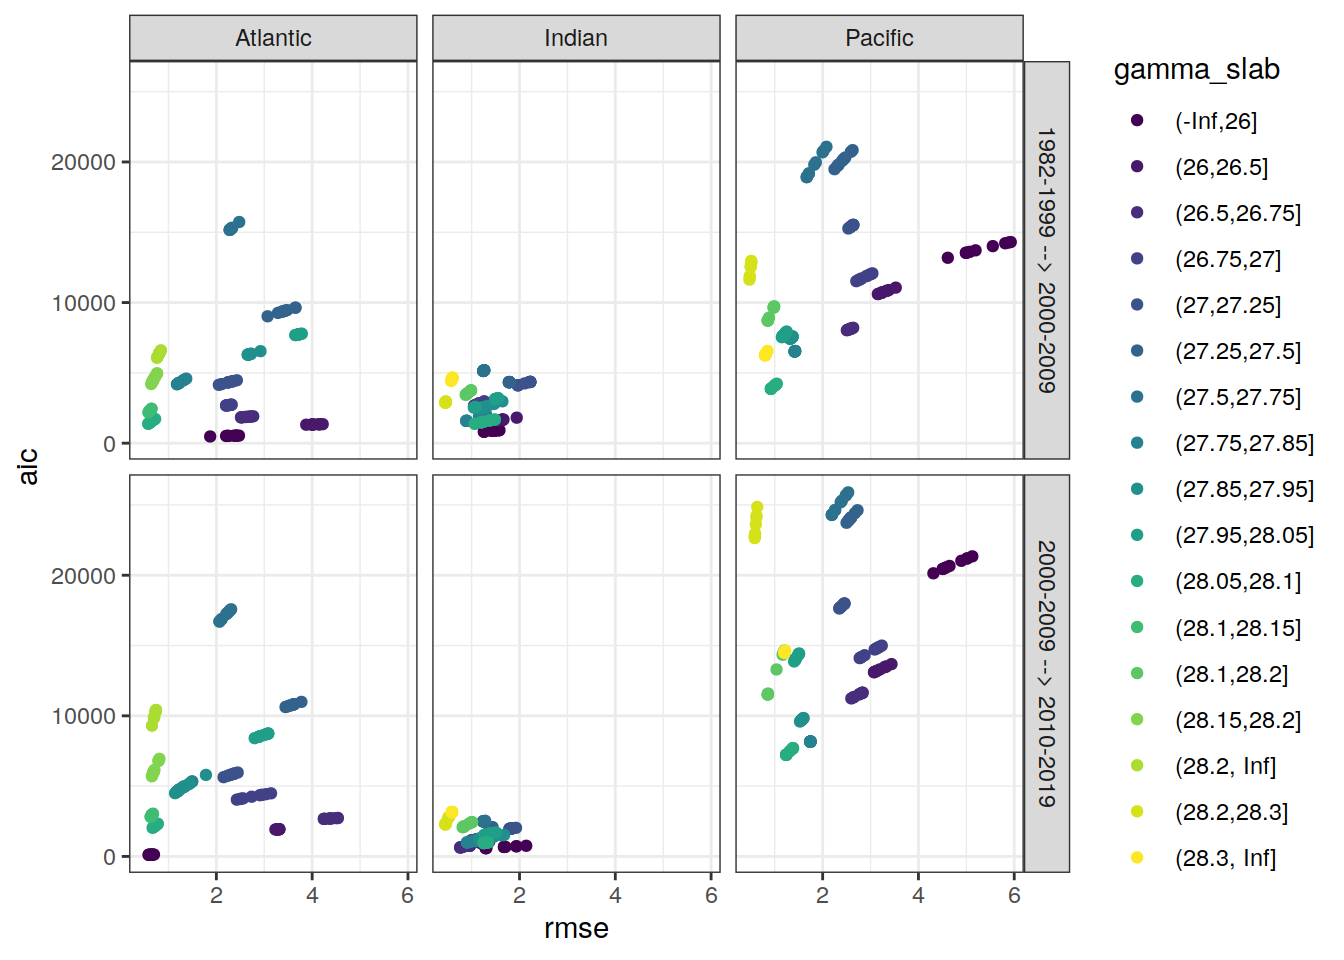 Atlantic
Indian
Pacific
gamma_slab
(-Inf,26]
(26,26.5]
(26.5,26.75]
(26.75,27]
(27,27.25]
(27.25,27.5]
(27.5,27.75]
(27.75,27.85]
(27.85,27.95]
(27.95,28.05]
(28.05,28.1]
(28.1,28.15]
(28.1,28.2]
(28.15,28.2]
(28.2, Inf]
(28.2,28.3]
(28.3, Inf]
1982-1999 --> 2000-2009
2000-2009 --> 2010-2019
aic
20000
10000
0
20000
10000
0
2 4 6 2 4 6 2 4 6
rmse